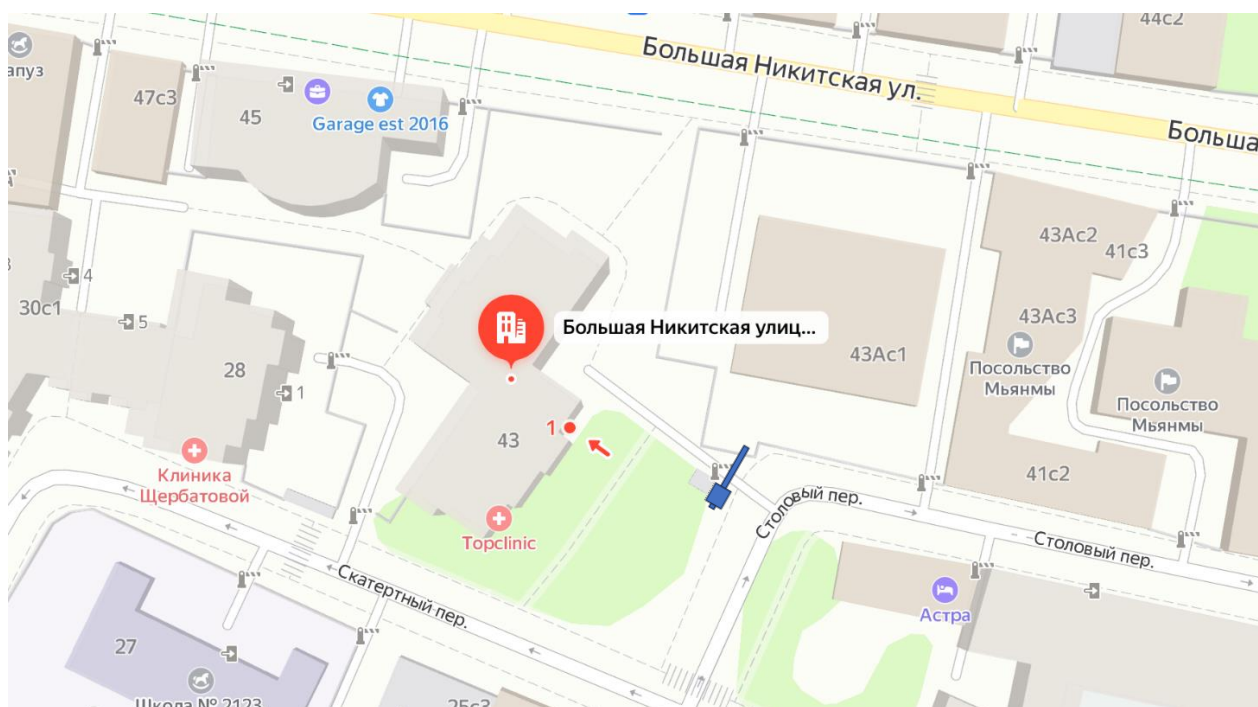 44с2
Большая Никитская ул.
Больша
апуз
47с3
45
Garage est 2016
43Ас2
41с3
4
30с1
5
28
1
Большая Никитская улиц...
43Ас3
Посольство
Мьянмы
43Ас1
Посольство
Мьянмы
43
1
Клиника
Щербатовой
Topclinic
41с2
Столовый пер.
Столовый пер.
Скатертный пер.
Астра
27
Школа № 2123
25с3